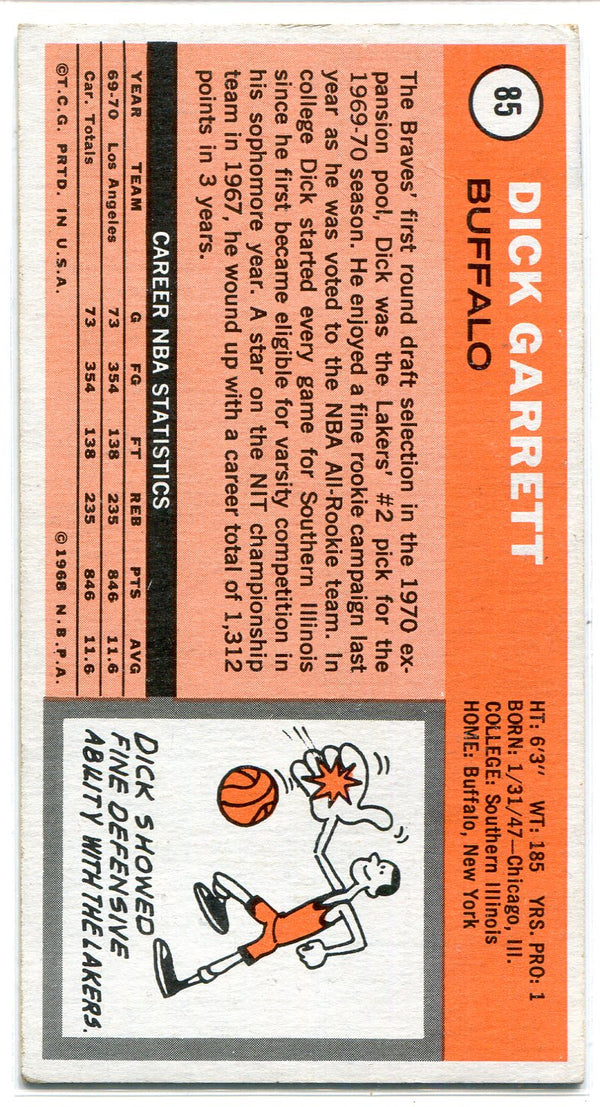 85
DICK GARRETT
BUFFALO
HT: 6'3" WT: 185 YRS. PRO: 1
BORN: 1/31/47—Chicago, Ill.
COLLEGE: Southern Illinois
HOME: Buffalo, New York
The Braves' first round draft selection in the 1970 ex-
pansion pool, Dick was the Lakers' #2 pick for the
1969-70 season. He enjoyed a fine rookie campaign last
year as he was voted to the NBA All-Rookie team. In
college Dick started every game for Southern Illinois
since he first became eligible for varsity competition in
his sophomore year. A star on the NIT championship
team in 1967, he wound up with a career total of 1,312
points in 3 years.
CAREER NBA STATISTICS
YEAR TEAM G FG FT REB PTS AVG
69-70 Los Angeles 73 354 138 235 846 11.6
Car. Totals 73 354 138 235 846 11.6
©T.C.G. PRTD. IN U.S.A. ©1968 N.B.P.A.
DICK SHOWED
FINE DEFENSIVE
ABILITY WITH THE LAKERS.